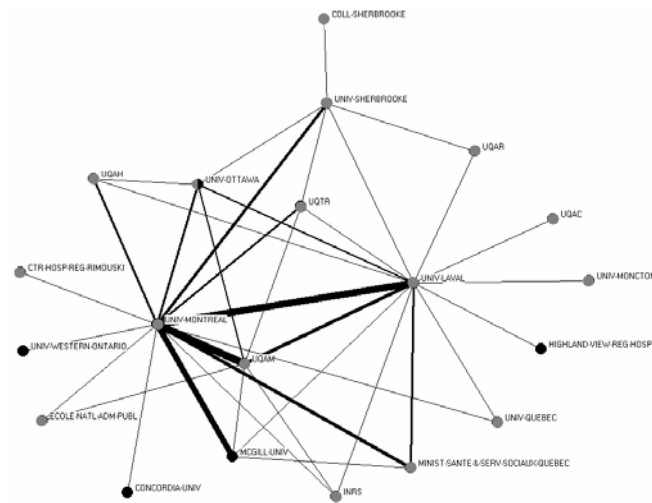 COLL-SHERBROOKE
UNIV-SHERBROOKE
UQAR
UQAH
UNIV-OTTAWA
UQTR
UQAC
CTR-HOSP-REG-RIMOUSKI
UNIV-LAVAL
UNIV-MONCTON
UNIV-MONTREAL
UNIV-WESTERN-ONTARIO
HIGHLAND-VIEW-REG-HOSP
UQAM
ECOLE-NATL-ADM-PUBL
UNIV-QUEBEC
MCGILL-UNIV
MINIST-SANTE-&-SERV-SOCIAUX-QUEBEC
CONCORDIA-UNIV
INRS